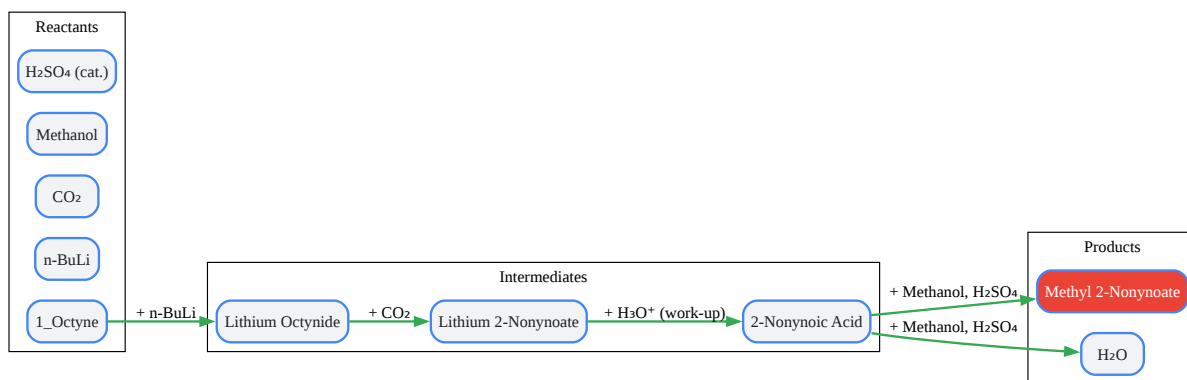 Reactants
H₂SO₄ (cat.)
Methanol
CO₂
n-BuLi
1_Octyne
+ n-BuLi
Intermediates
Lithium Octynide
+ CO₂
Lithium 2-Nonynoate
+ H₃O⁺ (work-up)
2-Nonynoic Acid
+ Methanol, H₂SO₄
+ Methanol, H₂SO₄
Products
Methyl 2-Nonynoate
H₂O